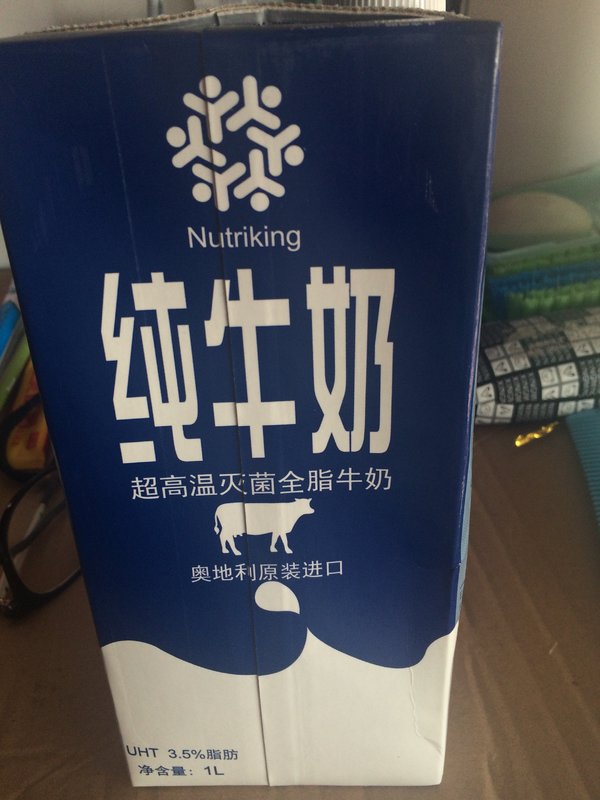 Nutriking
纯牛奶
超高温灭菌全脂牛奶
奥地利原装进口
UHT 3.5%脂肪
净含量：1L